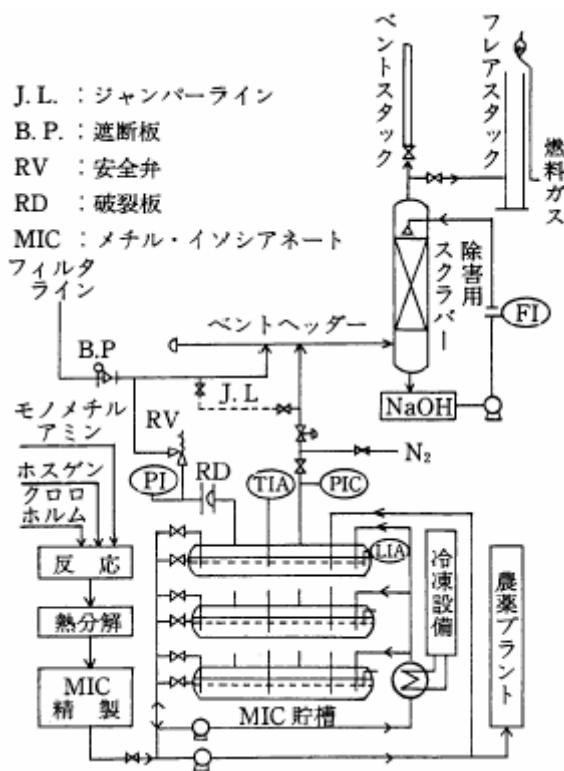 J.L. :ジャンパーライン
B.P. :遮断板
RV :安全弁
RD :破裂板
MIC :メチル・イソシアネート
ベントスタック
フレアスタック
燃料ガス
フィルタ
ライン
B.P
ベントヘッダー
除害用
スクラバー
FI
NaOH
J.L
RV
モノメチル
アミン
ホスゲン
クロロ
ホルム
PI
RD
TIA
PIC
N₂
LIA
反応
熱分解
MIC
精製
MIC貯槽
冷凍設備
農薬プラント